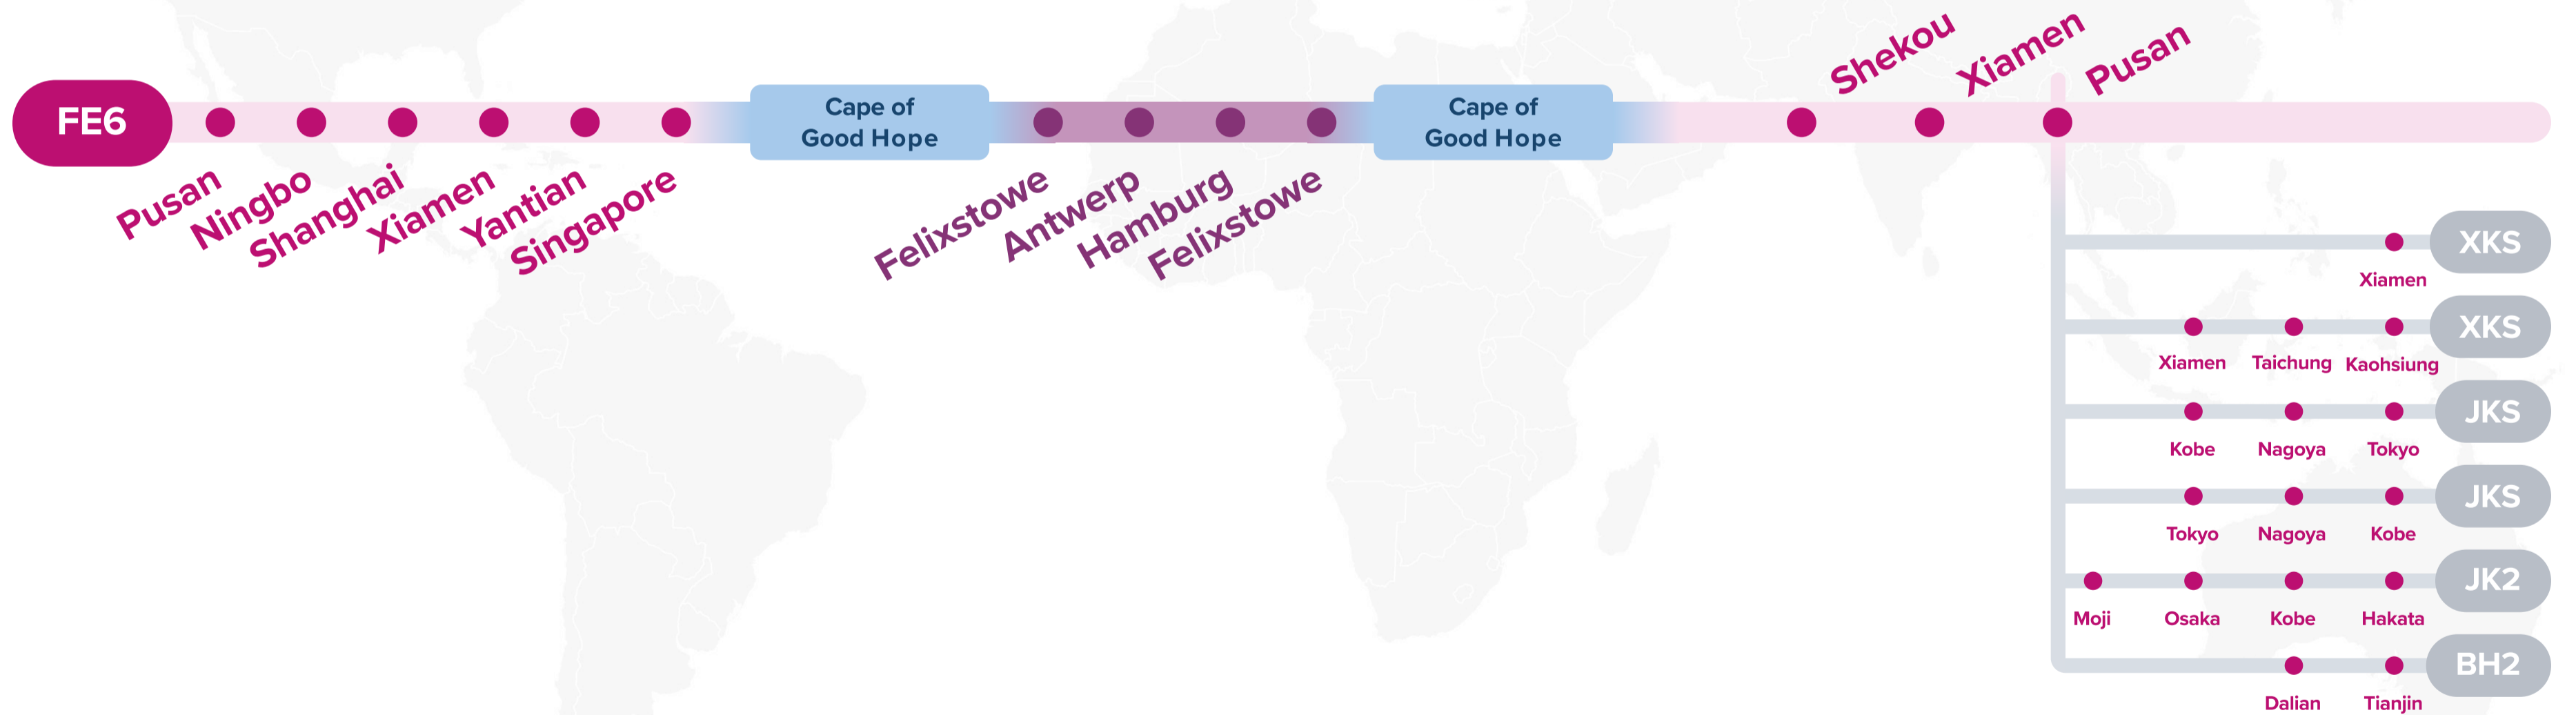 FE6
Pusan
Ningbo
Shanghai
Xiamen
Yantian
Singapore
Cape of
Good Hope
Felixstowe
Antwerp
Hamburg
Felixstowe
Cape of
Good Hope
Shekou
Xiamen
Pusan
XKS
Xiamen
XKS
Xiamen Taichung Kaohsiung
JKS
Kobe Nagoya Tokyo
JKS
Tokyo Nagoya Kobe
JK2
Moji Osaka Kobe Hakata
BH2
Dalian Tianjin